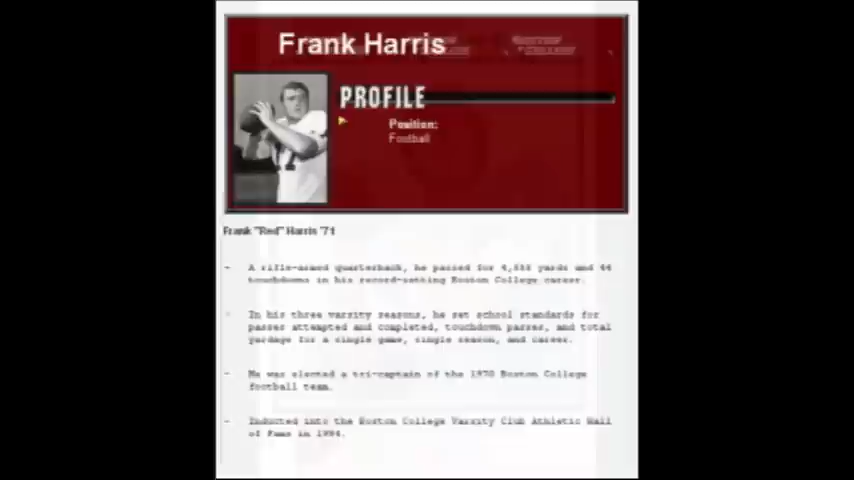 Frank Harris
PROFILE
Position:
Football
Frank "Red" Harris '71
- A rifle-armed quarterback, he passed for yards and 44
touchdowns in his record-setting Boston College career.
- In his three varsity seasons, he set school standards for
passes attempted and completed, touchdown passes, and total
yardage for a single game, single season, and career.
- He was elected a tri-captain of the 1970 Boston College
football team.
- Inducted into the Boston College Varsity Club Athletic Hall
of Fame in 1994.